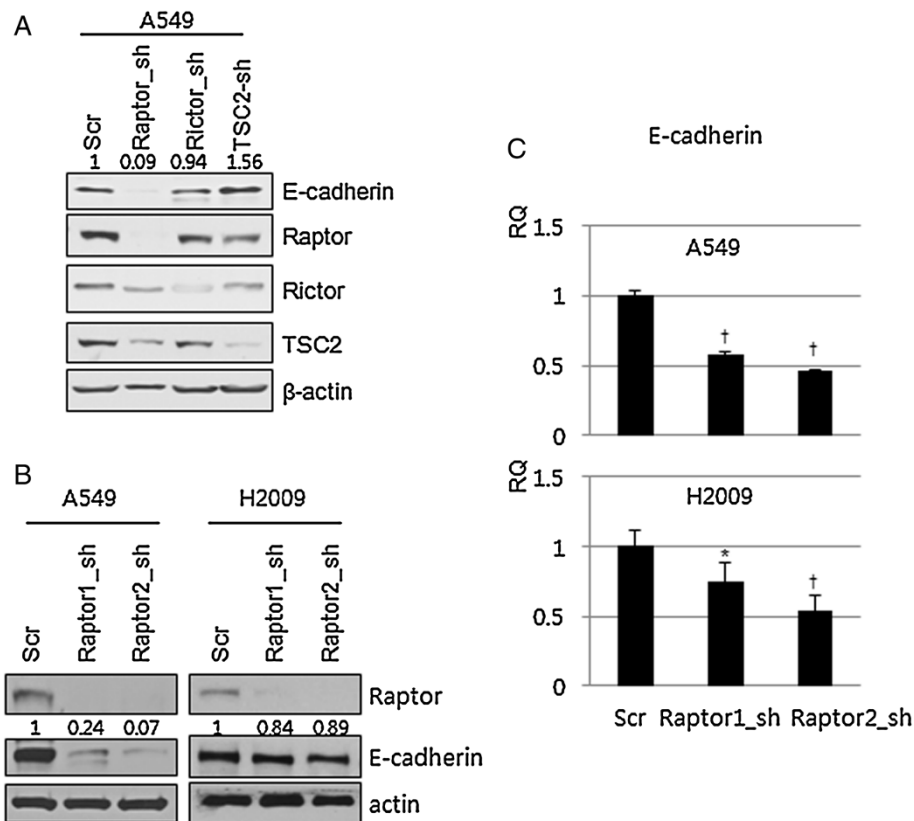 A
A549
Scr
Raptor_sh
Rictor_sh
TSC2-sh
1 0.09 0.94 1.56
E-cadherin
Raptor
Rictor
TSC2
β-actin
B
A549
H2009
Scr
Raptor1_sh
Raptor2_sh
Scr
Raptor1_sh
Raptor2_sh
Raptor
1 0.24 0.07 1 0.84 0.89
E-cadherin
actin
C
E-cadherin
RQ
1.5
A549
1
†
†
0.5
0
RQ
1.5
H2009
1
*
†
0.5
0
Scr Raptor1_sh Raptor2_sh